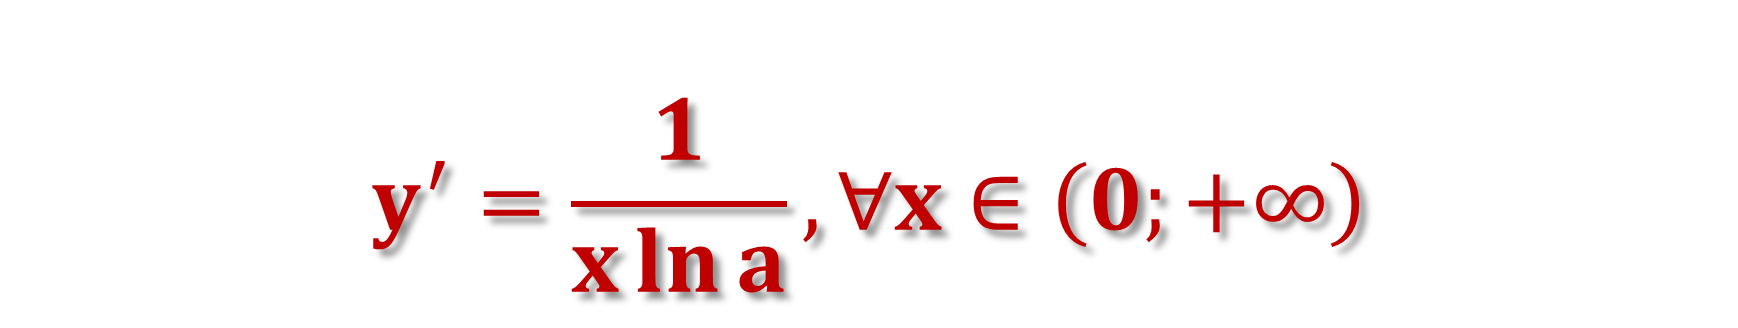 y′ = 1/(x ln a), ∀x ∈ (0; +∞)